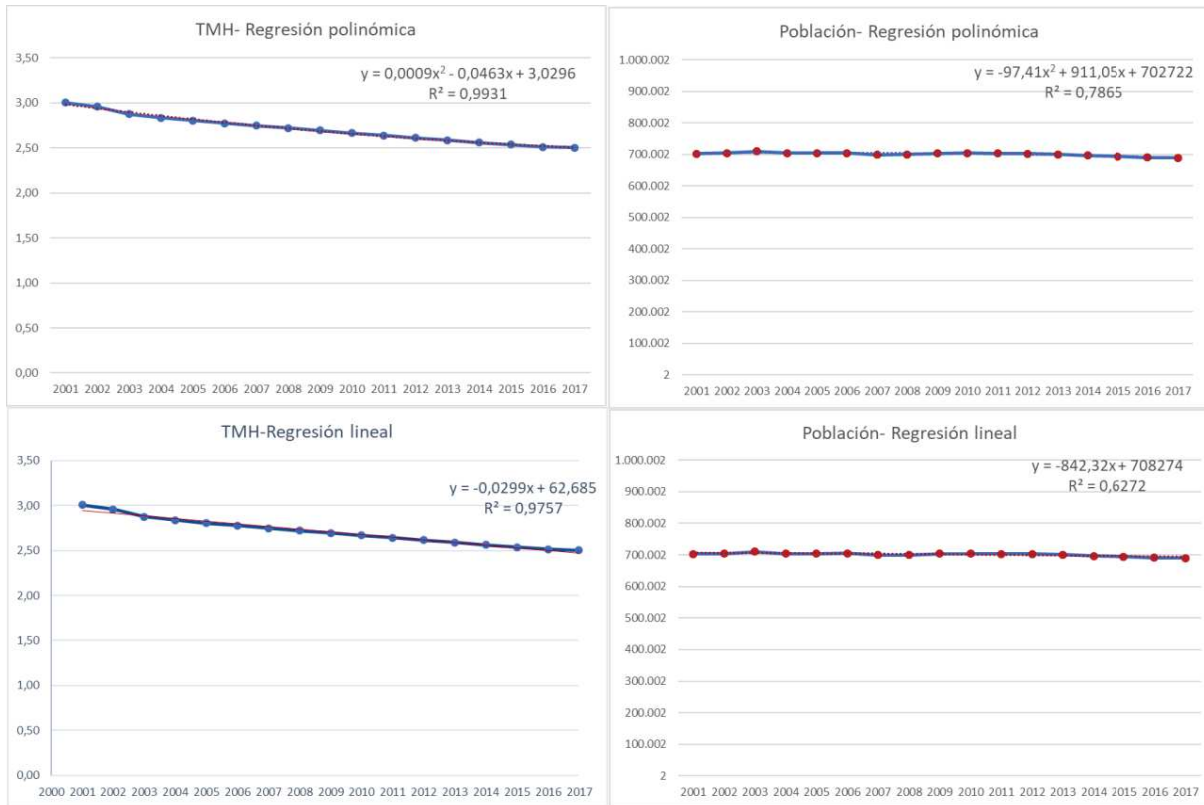 TMH- Regresión polinómica
y = 0,0009x² - 0,0463x + 3,0296
R² = 0,9931
3,50
3,00
2,50
2,00
1,50
1,00
0,50
0,00
2001 2002 2003 2004 2005 2006 2007 2008 2009 2010 2011 2012 2013 2014 2015 2016 2017
Población- Regresión polinómica
y = -97,41x² + 911,05x + 702722
R² = 0,7865
1.000.002
900.002
800.002
700.002
600.002
500.002
400.002
300.002
200.002
100.002
2
2001 2002 2003 2004 2005 2006 2007 2008 2009 2010 2011 2012 2013 2014 2015 2016 2017
TMH-Regresión lineal
y = -0,0299x + 62,685
R² = 0,9757
3,50
3,00
2,50
2,00
1,50
1,00
0,50
0,00
2000 2001 2002 2003 2004 2005 2006 2007 2008 2009 2010 2011 2012 2013 2014 2015 2016 2017
Población- Regresión lineal
y = -842,32x + 708274
R² = 0,6272
1.000.002
900.002
800.002
700.002
600.002
500.002
400.002
300.002
200.002
100.002
2
2001 2002 2003 2004 2005 2006 2007 2008 2009 2010 2011 2012 2013 2014 2015 2016 2017